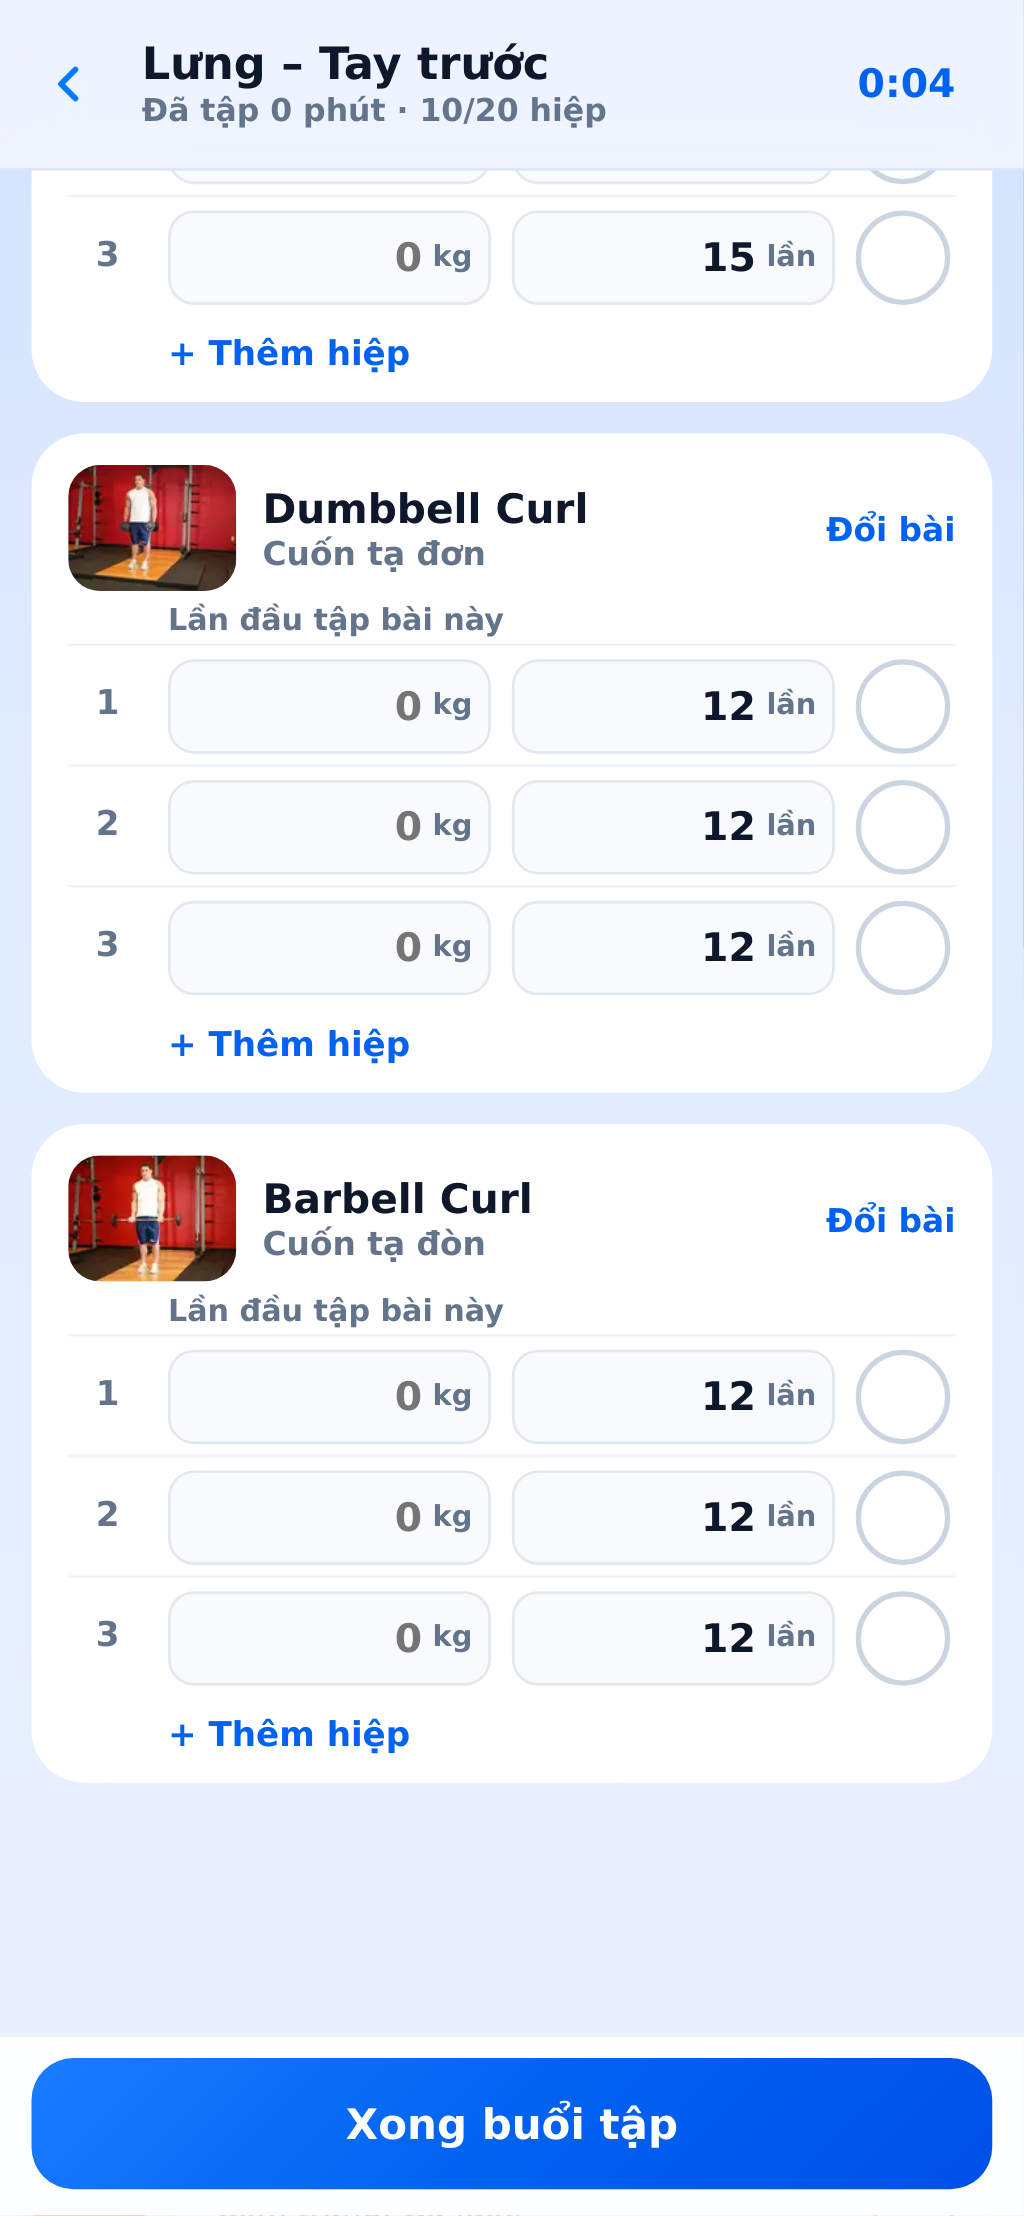 Lưng – Tay trước
Đã tập 0 phút · 10/20 hiệp
0:04
3 0 kg 15 lần
+ Thêm hiệp
Dumbbell Curl
Cuốn tạ đơn
Đổi bài
Lần đầu tập bài này
1 0 kg 12 lần
2 0 kg 12 lần
3 0 kg 12 lần
+ Thêm hiệp
Barbell Curl
Cuốn tạ đòn
Đổi bài
Lần đầu tập bài này
1 0 kg 12 lần
2 0 kg 12 lần
3 0 kg 12 lần
+ Thêm hiệp
Xong buổi tập